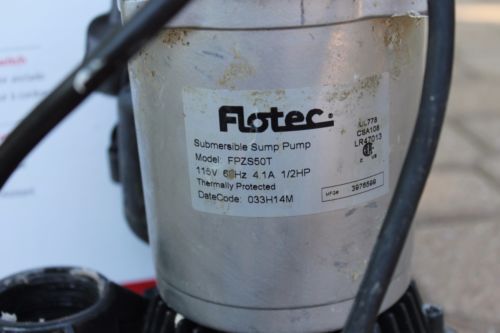 Flotec
Submersible Sump Pump
Model: FPZS50T
115V 60Hz 4.1A 1/2HP
Thermally Protected
DateCode: 033H14M
UL778
CSA108
LR47013
3976599